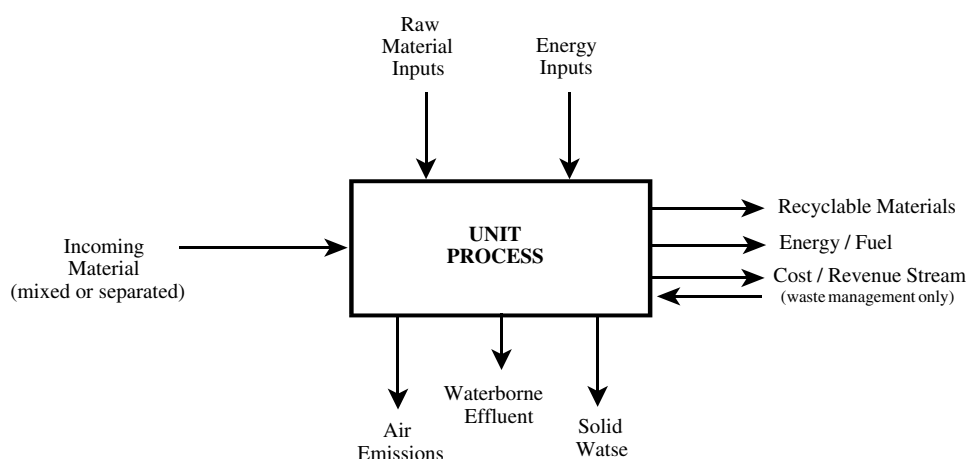 Raw
Material
Inputs
Energy
Inputs
Incoming
Material
(mixed or separated)
UNIT
PROCESS
Recyclable Materials
Energy / Fuel
Cost / Revenue Stream
(waste management only)
Air
Emissions
Waterborne
Effluent
Solid
Watse